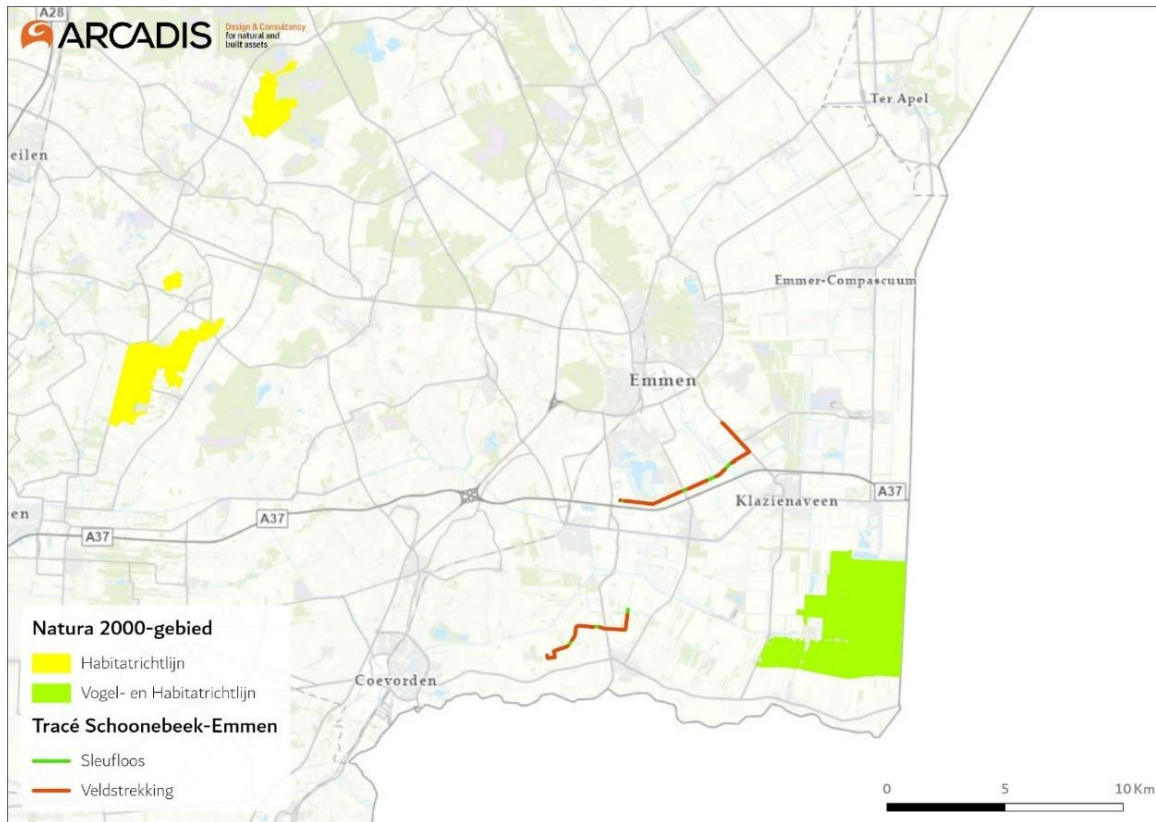 A28
ARCADIS
Design & Consultancy
for natural and
built assets
Ter Apel
eilen
Emmer-Compascuum
Emmen
Klazienaveen
A37
en
A37
A37
Coevorden
Natura 2000-gebied
Habitatrichtlijn
Vogel- en Habitatrichtlijn
Tracé Schoonebeek-Emmen
Sleufloos
Veldstrekking
0 5 10 Km